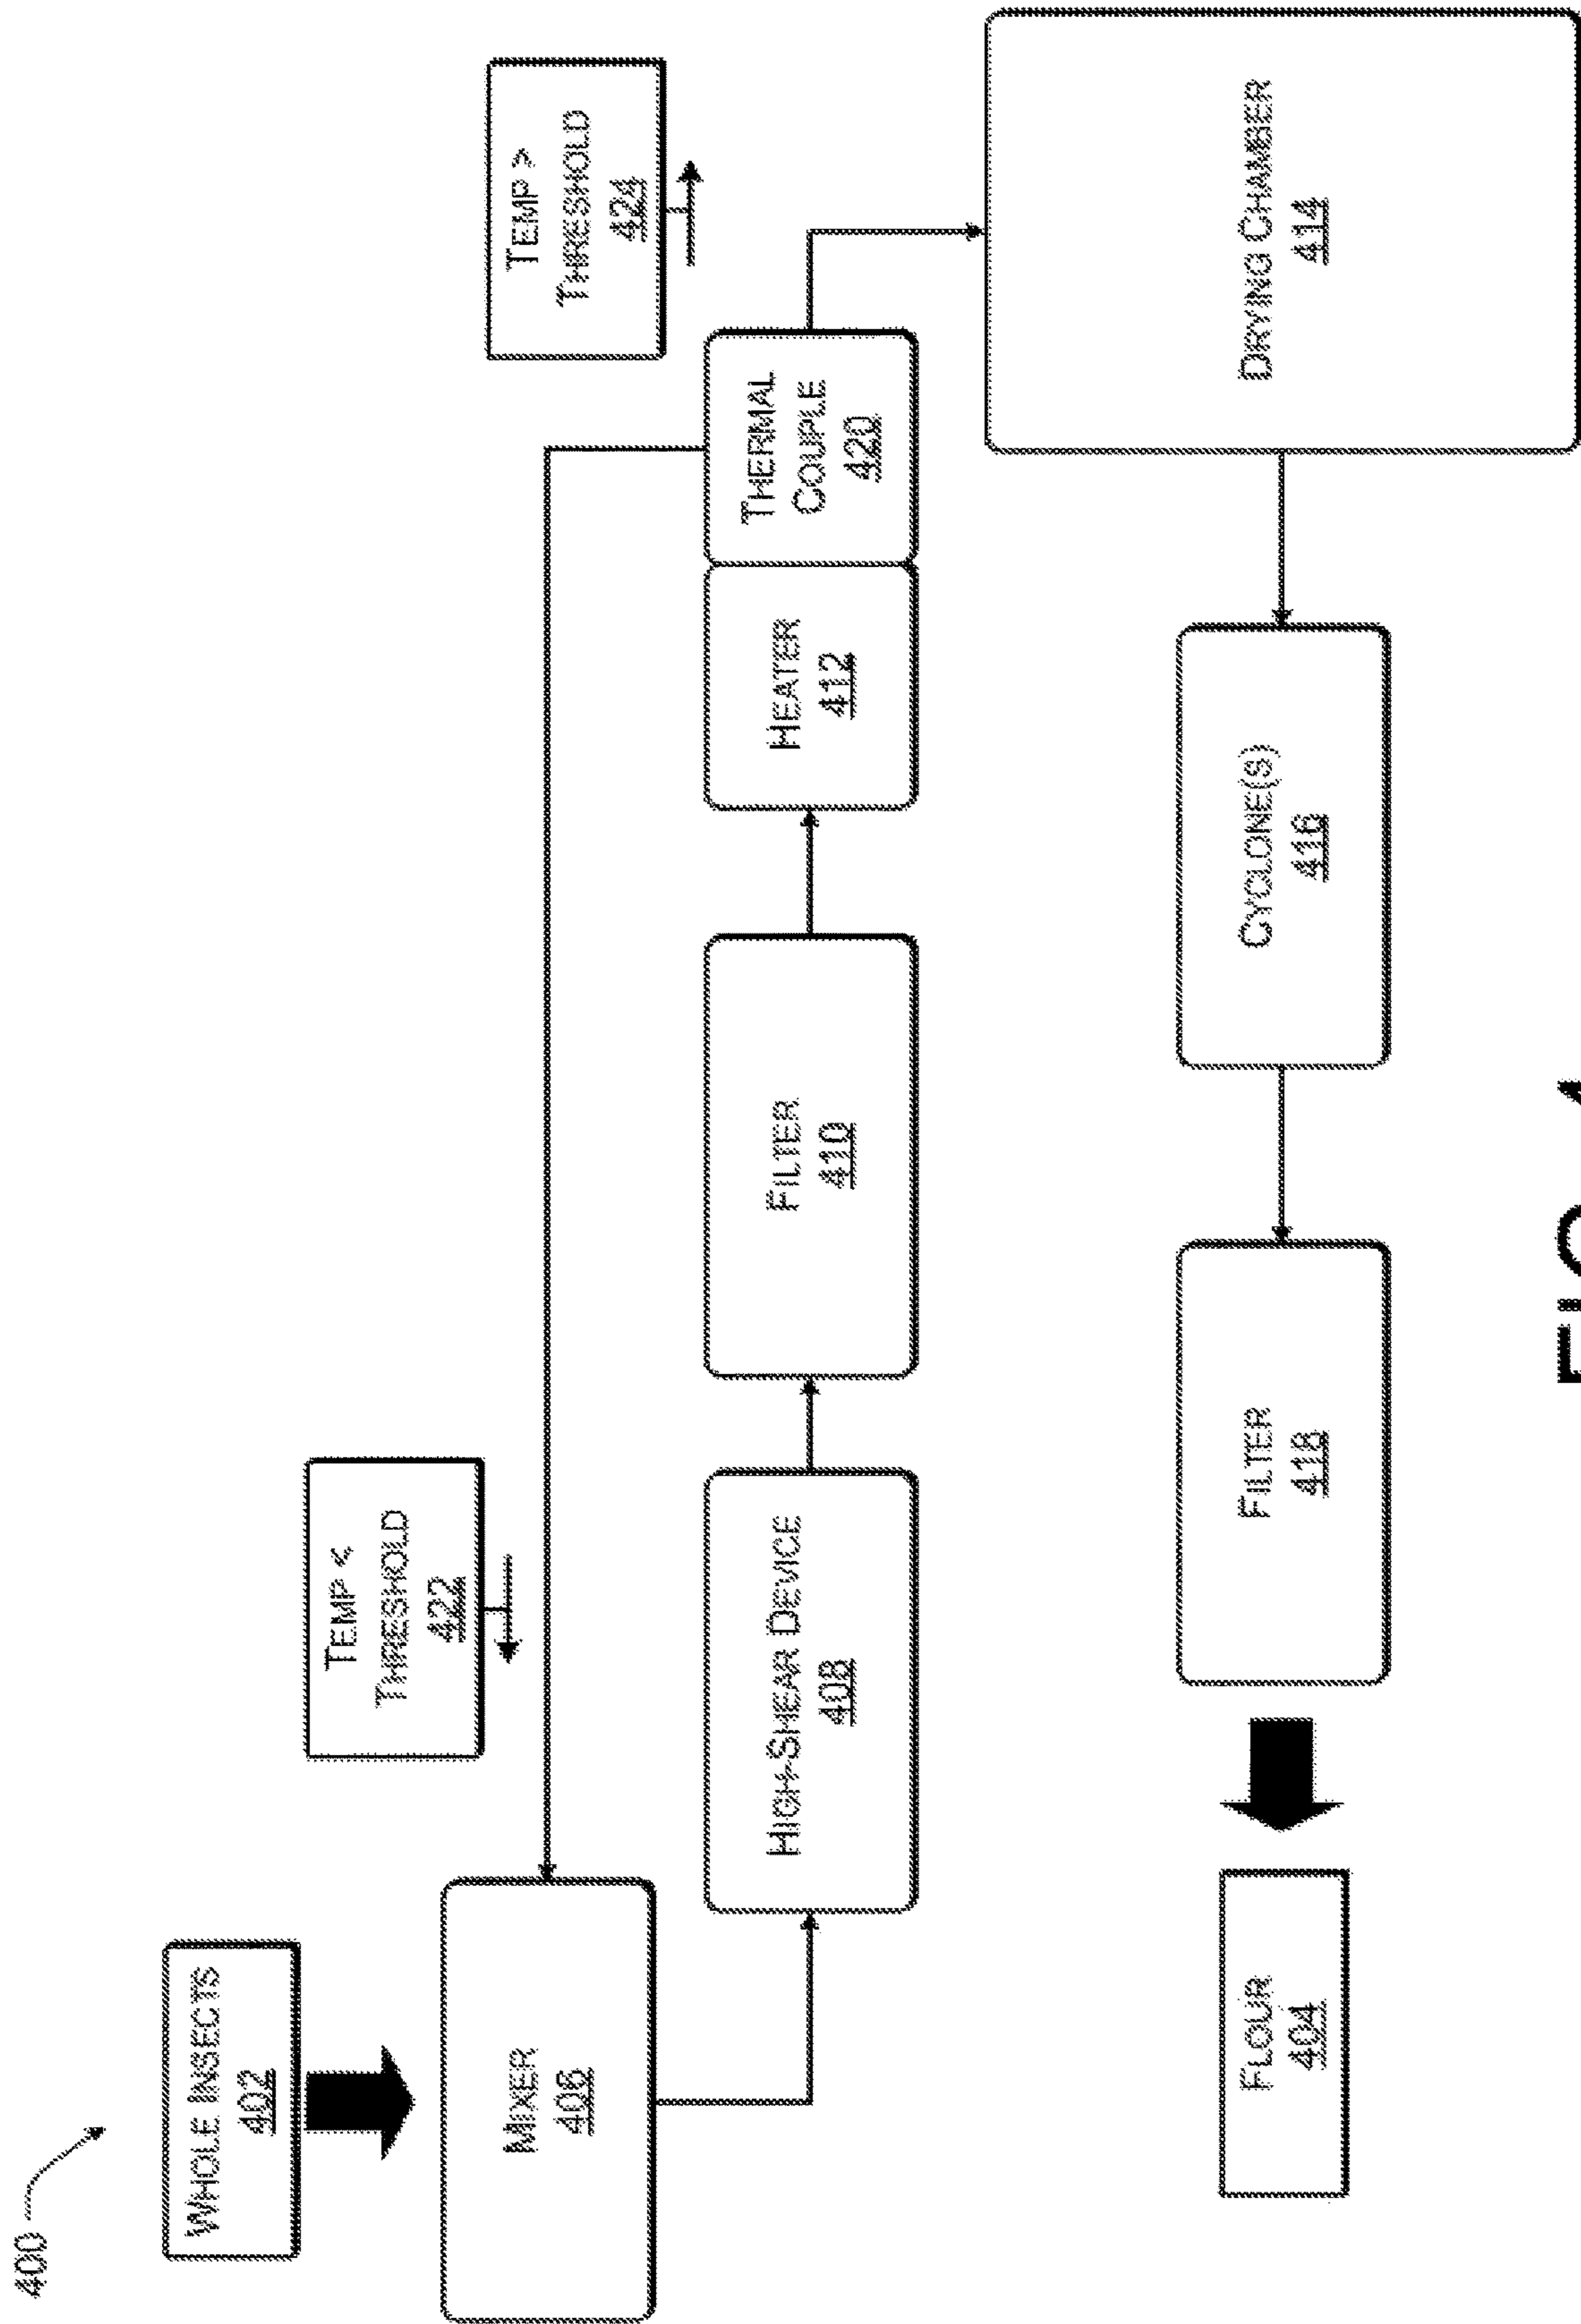 400
WHOLE INSECTS
402
TEMP <
THRESHOLD
422
TEMP >
THRESHOLD
424
MIXER
406
HIGH-SHEAR DEVICE
408
FILTER
410
HEATER
412
THERMAL
COUPLE
420
DRYING CHAMBER
414
CYCLONE(S)
416
FILTER
418
FLOUR
404